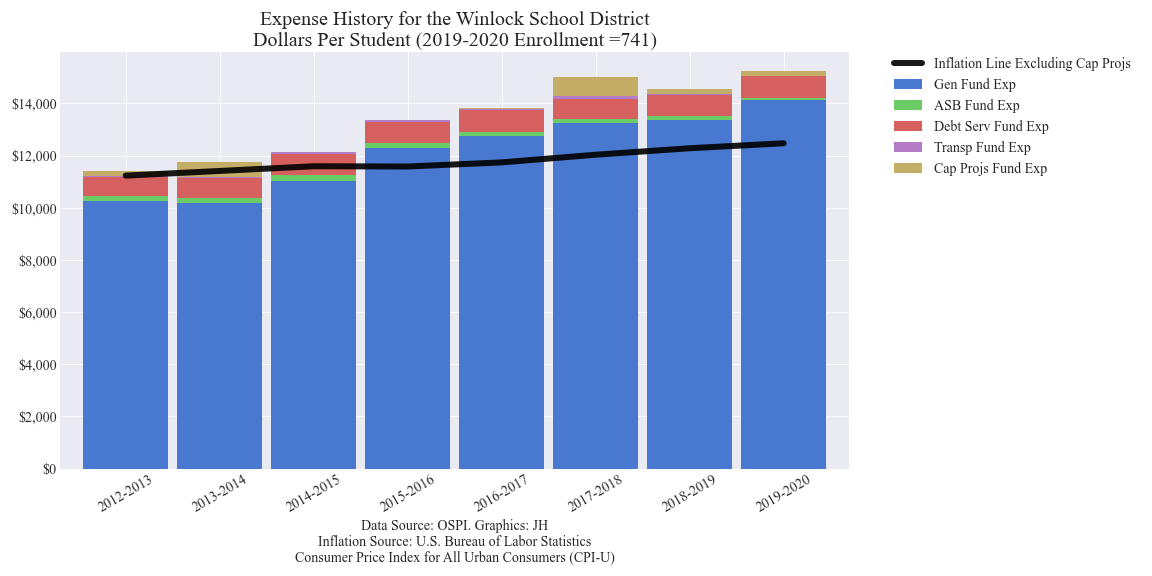 Expense History for the Winlock School District
Dollars Per Student (2019-2020 Enrollment =741)
Inflation Line Excluding Cap Projs
Gen Fund Exp
ASB Fund Exp
Debt Serv Fund Exp
Transp Fund Exp
Cap Projs Fund Exp
$14,000
$12,000
$10,000
$8,000
$6,000
$4,000
$2,000
$0
2012-2013
2013-2014
2014-2015
2015-2016
2016-2017
2017-2018
2018-2019
2019-2020
Data Source: OSPI. Graphics: JH
Inflation Source: U.S. Bureau of Labor Statistics
Consumer Price Index for All Urban Consumers (CPI-U)